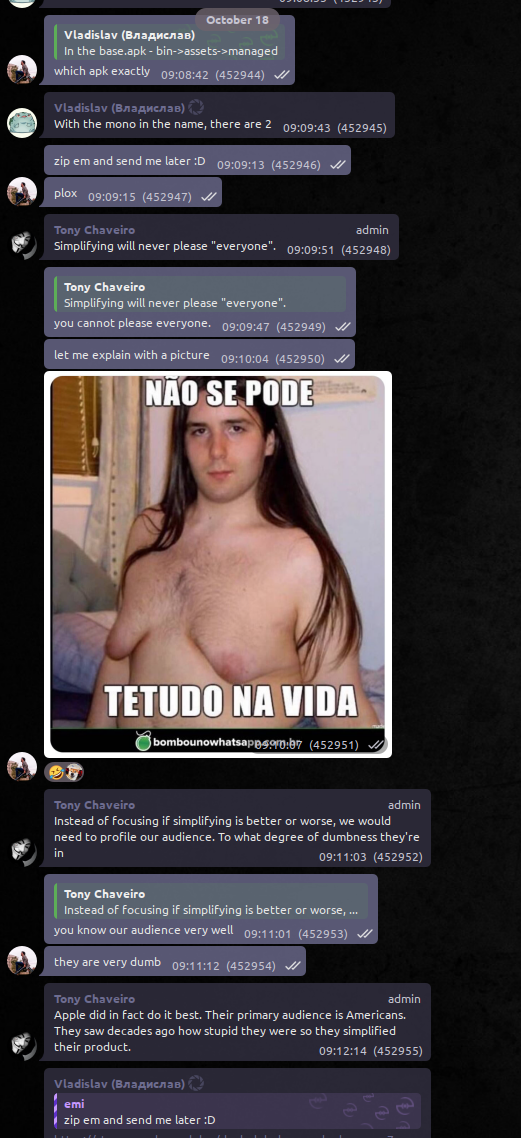 October 18
Vladislav (Владислав)
In the base.apk - bin->assets->managed
which apk exactly 09:08:42 (452944)
Vladislav (Владислав)
With the mono in the name, there are 2 09:09:43 (452945)
zip em and send me later :D 09:09:13 (452946)
plox 09:09:15 (452947)
Tony Chaveiro admin
Simplifying will never please "everyone". 09:09:51 (452948)
Tony Chaveiro
Simplifying will never please "everyone".
you cannot please everyone. 09:09:47 (452949)
let me explain with a picture 09:10:04 (452950)
NÃO SE PODE
TETUDO NA VIDA
bombounowhatsapp.com.br 09:10:07 (452951)
Tony Chaveiro admin
Instead of focusing if simplifying is better or worse, we would
need to profile our audience. To what degree of dumbness they're
in 09:11:03 (452952)
Tony Chaveiro
Instead of focusing if simplifying is better or worse, ...
you know our audience very well 09:11:01 (452953)
they are very dumb 09:11:12 (452954)
Tony Chaveiro admin
Apple did in fact do it best. Their primary audience is Americans.
They saw decades ago how stupid they were so they simplified
their product. 09:12:14 (452955)
Vladislav (Владислав)
emi
zip em and send me later :D